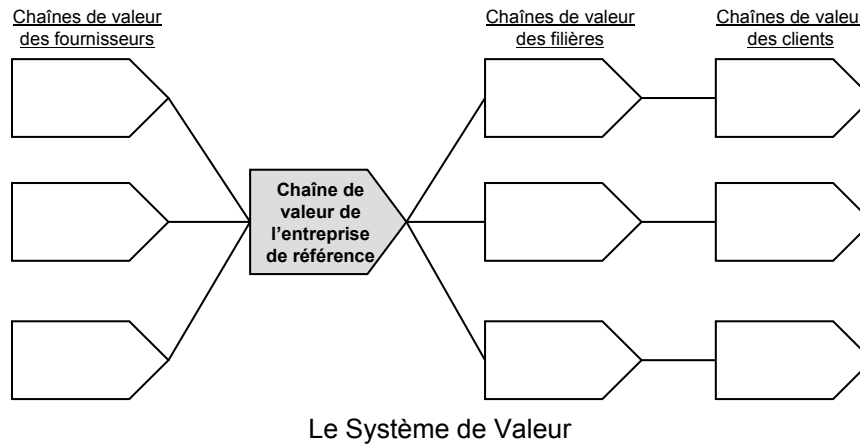 Chaînes de valeur
des fournisseurs
Chaînes de valeur
des filières
Chaînes de valeur
des clients
Chaîne de
valeur de
l’entreprise
de référence
Le Système de Valeur